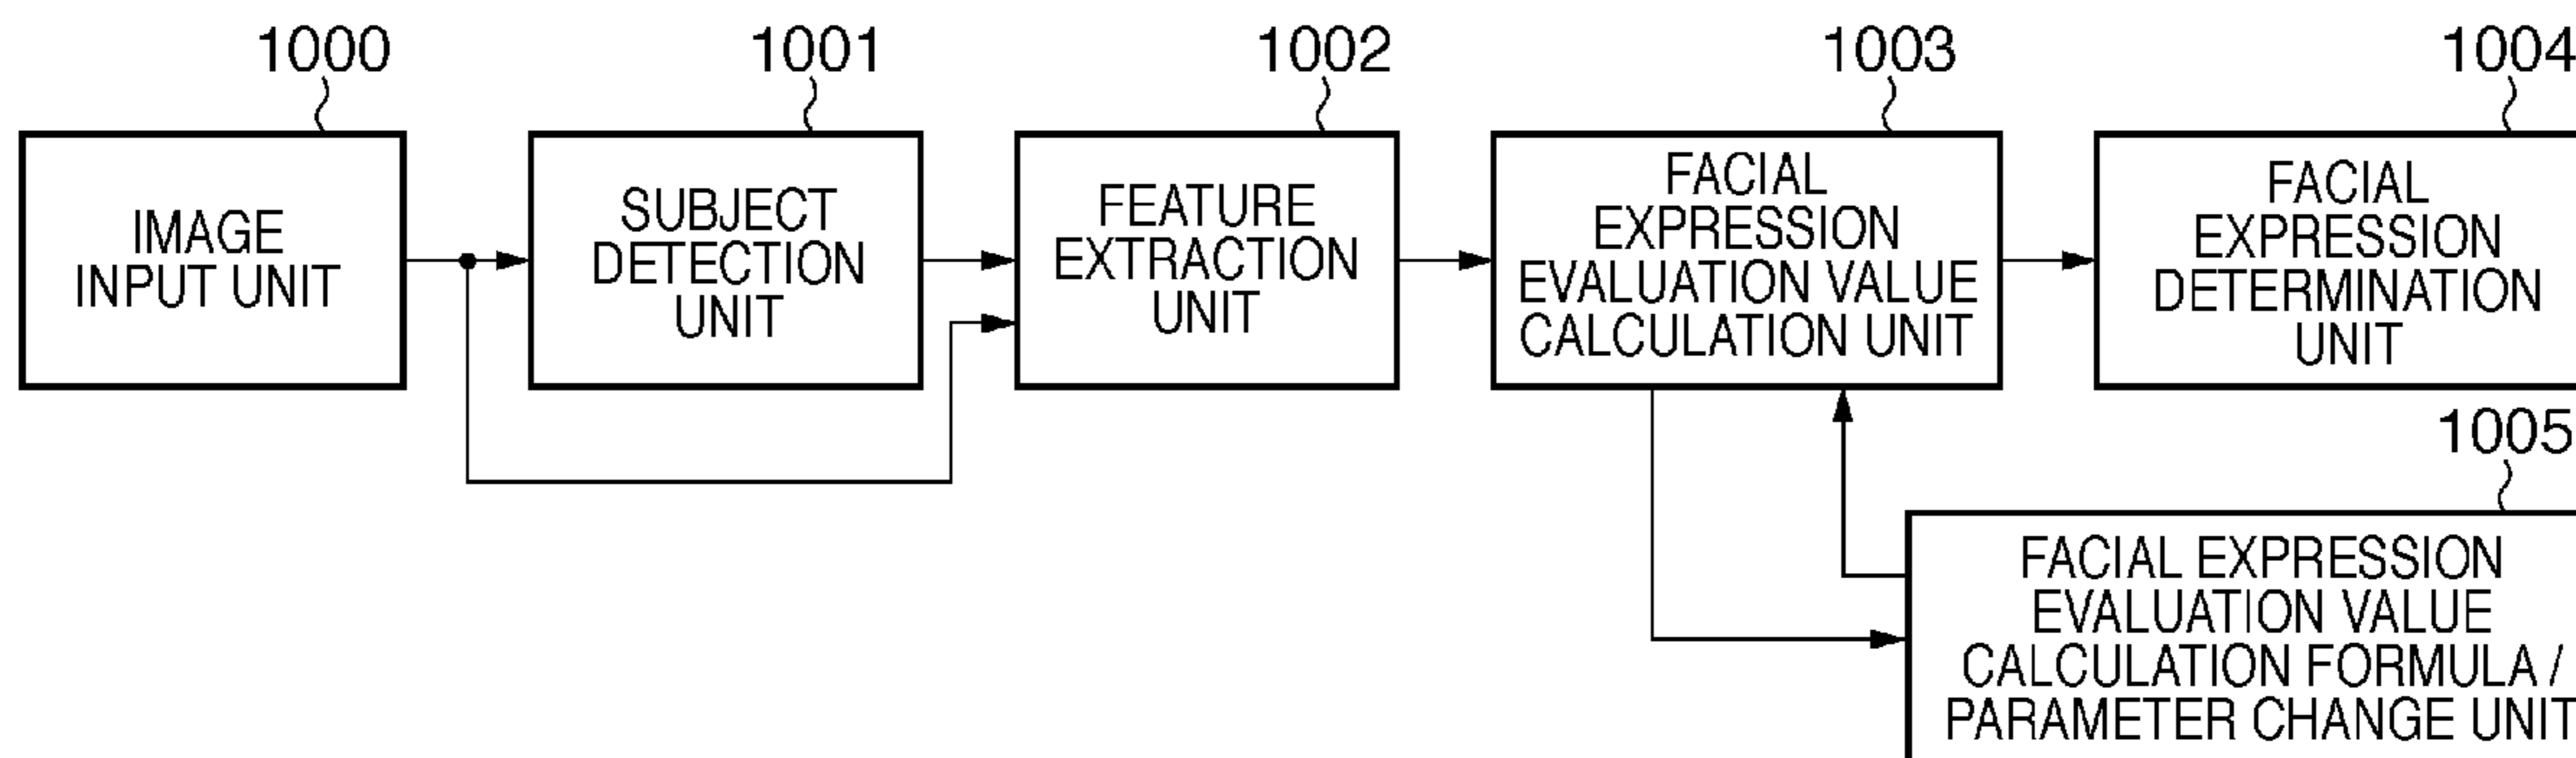 1000
1001
1002
1003
1004
IMAGE
INPUT UNIT
SUBJECT
DETECTION
UNIT
FEATURE
EXTRACTION
UNIT
FACIAL
EXPRESSION
EVALUATION VALUE
CALCULATION UNIT
FACIAL
EXPRESSION
DETERMINATION
UNIT
1005
FACIAL EXPRESSION
EVALUATION VALUE
CALCULATION FORMULA /
PARAMETER CHANGE UNIT